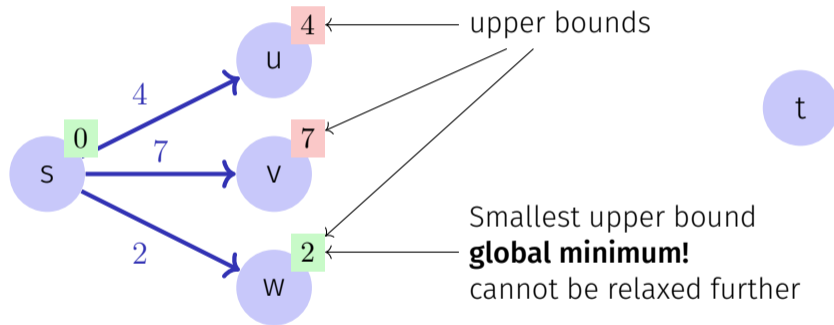 4
upper bounds
u
4
t
0
7
7
s
v
Smallest upper bound
2
2
global minimum!
w
cannot be relaxed further